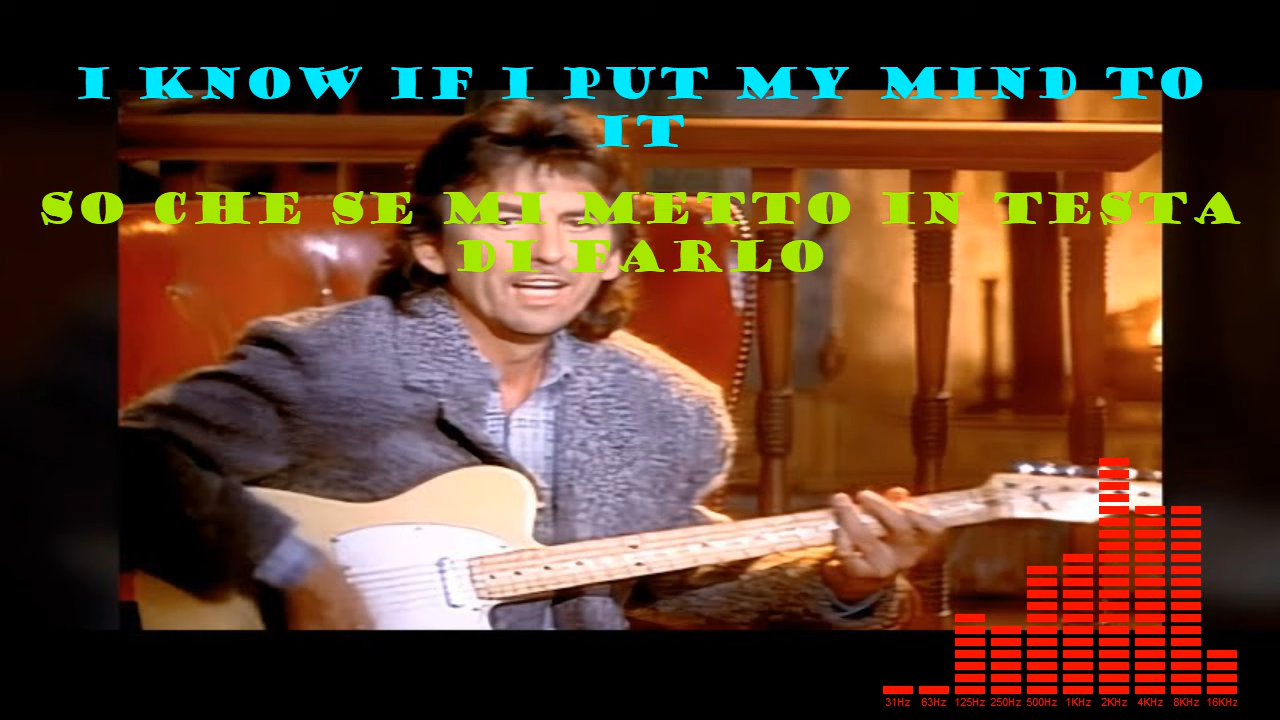 I KNOW IF I PUT MY MIND TO
IT
SO CHE SE MI METTO IN TESTA
DI FARLO
31Hz 63Hz 125Hz 250Hz 500Hz 1KHz 2KHz 4KHz 8KHz 16KHz